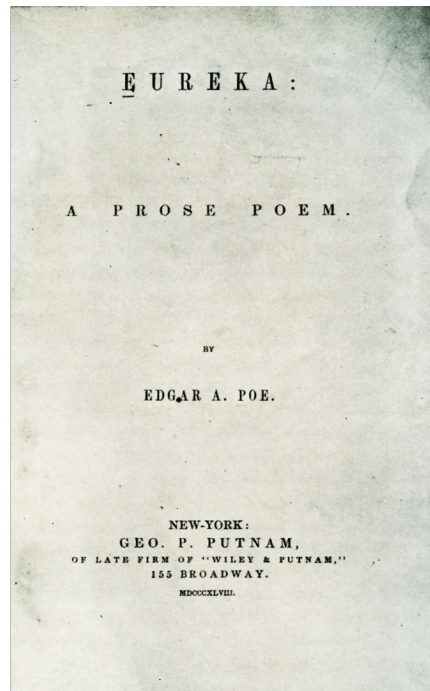 EUREKA:
A PROSE POEM.
BY
EDGAR A. POE.
NEW-YORK:
GEO. P. PUTNAM,
OF LATE FIRM OF "WILEY & PUTNAM,"
155 BROADWAY.
MDCCCXLVIII.